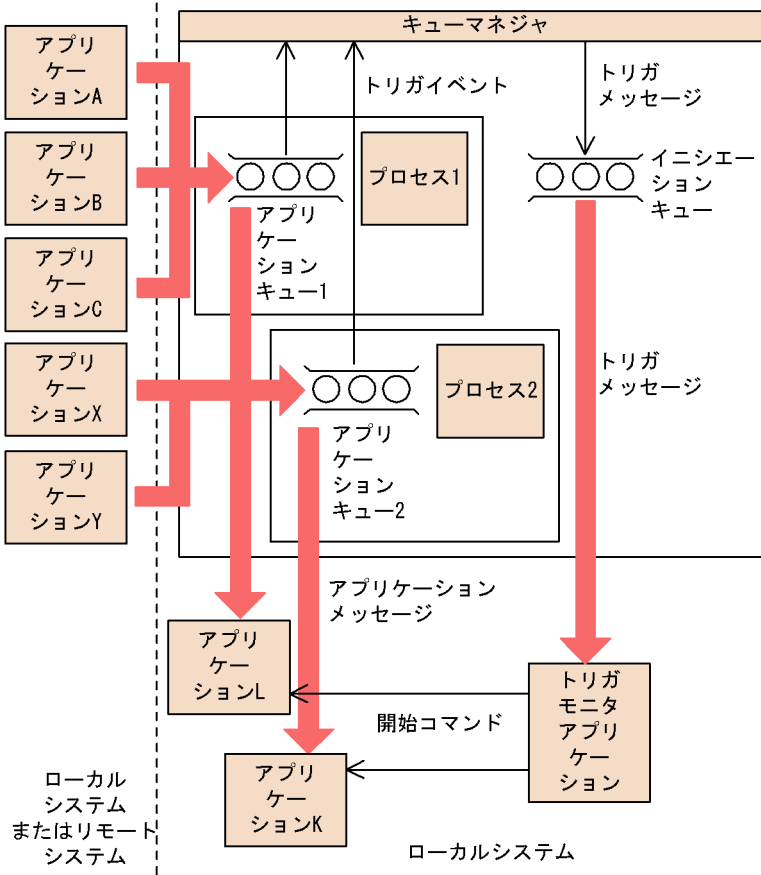 キューマネジャ
アプリ
ケー
ションA
アプリ
ケー
ションB
アプリ
ケー
ションC
アプリ
ケー
ションX
アプリ
ケー
ションY
トリガイベント
トリガ
メッセージ
プロセス1
アプリ
ケー
ション
キュー1
イニシエー
ション
キュー
プロセス2
アプリ
ケー
ション
キュー2
トリガ
メッセージ
アプリケーション
メッセージ
アプリ
ケー
ションL
トリガ
モニタ
アプリ
ケー
ション
開始コマンド
アプリ
ケー
ションK
ローカル
システム
またはリモート
システム
ローカルシステム